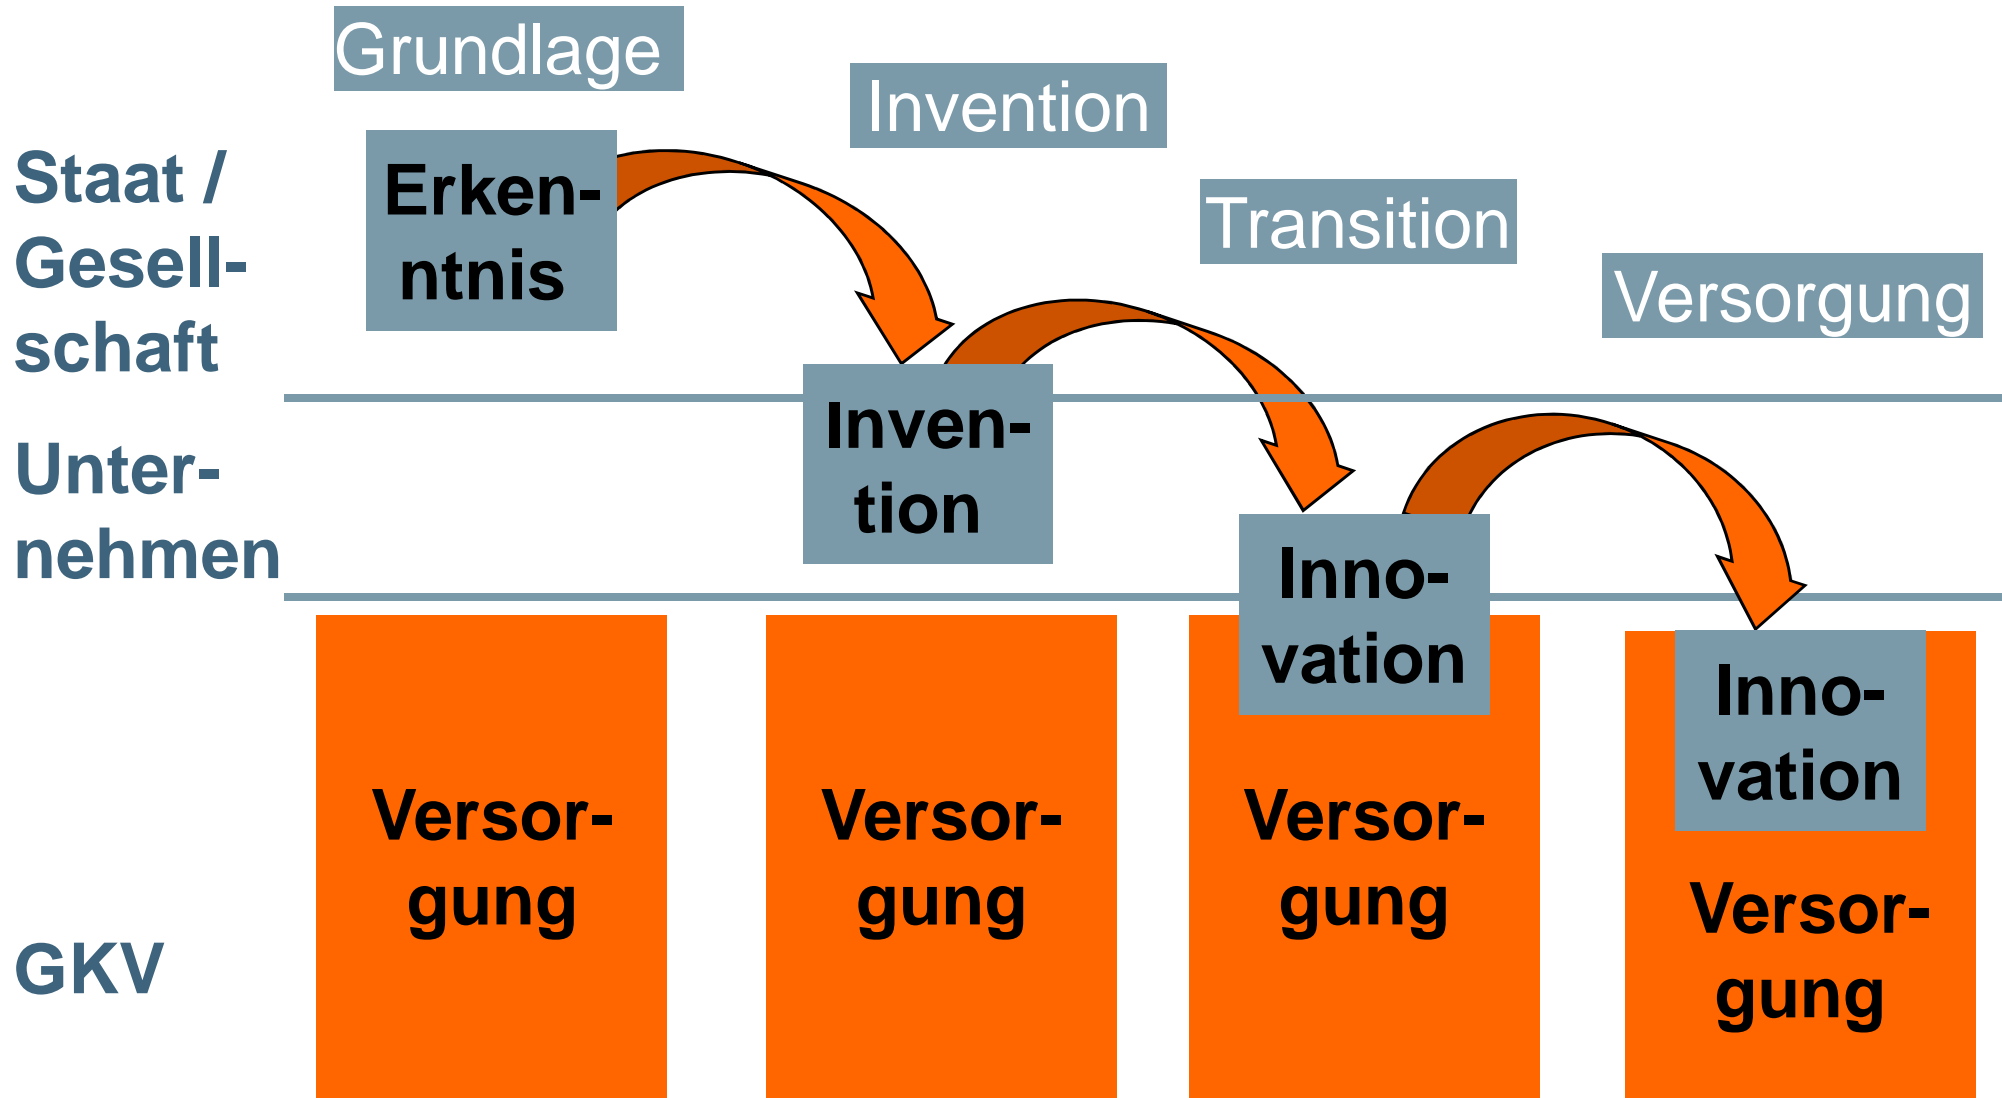 Grundlage
Invention
Transition
Versorgung
Staat /
Gesell-
schaft
Erken-
ntnis
Unter-
nehmen
Inven-
tion
Inno-
vation
Inno-
vation
GKV
Versor-
gung
Versor-
gung
Versor-
gung
Versor-
gung